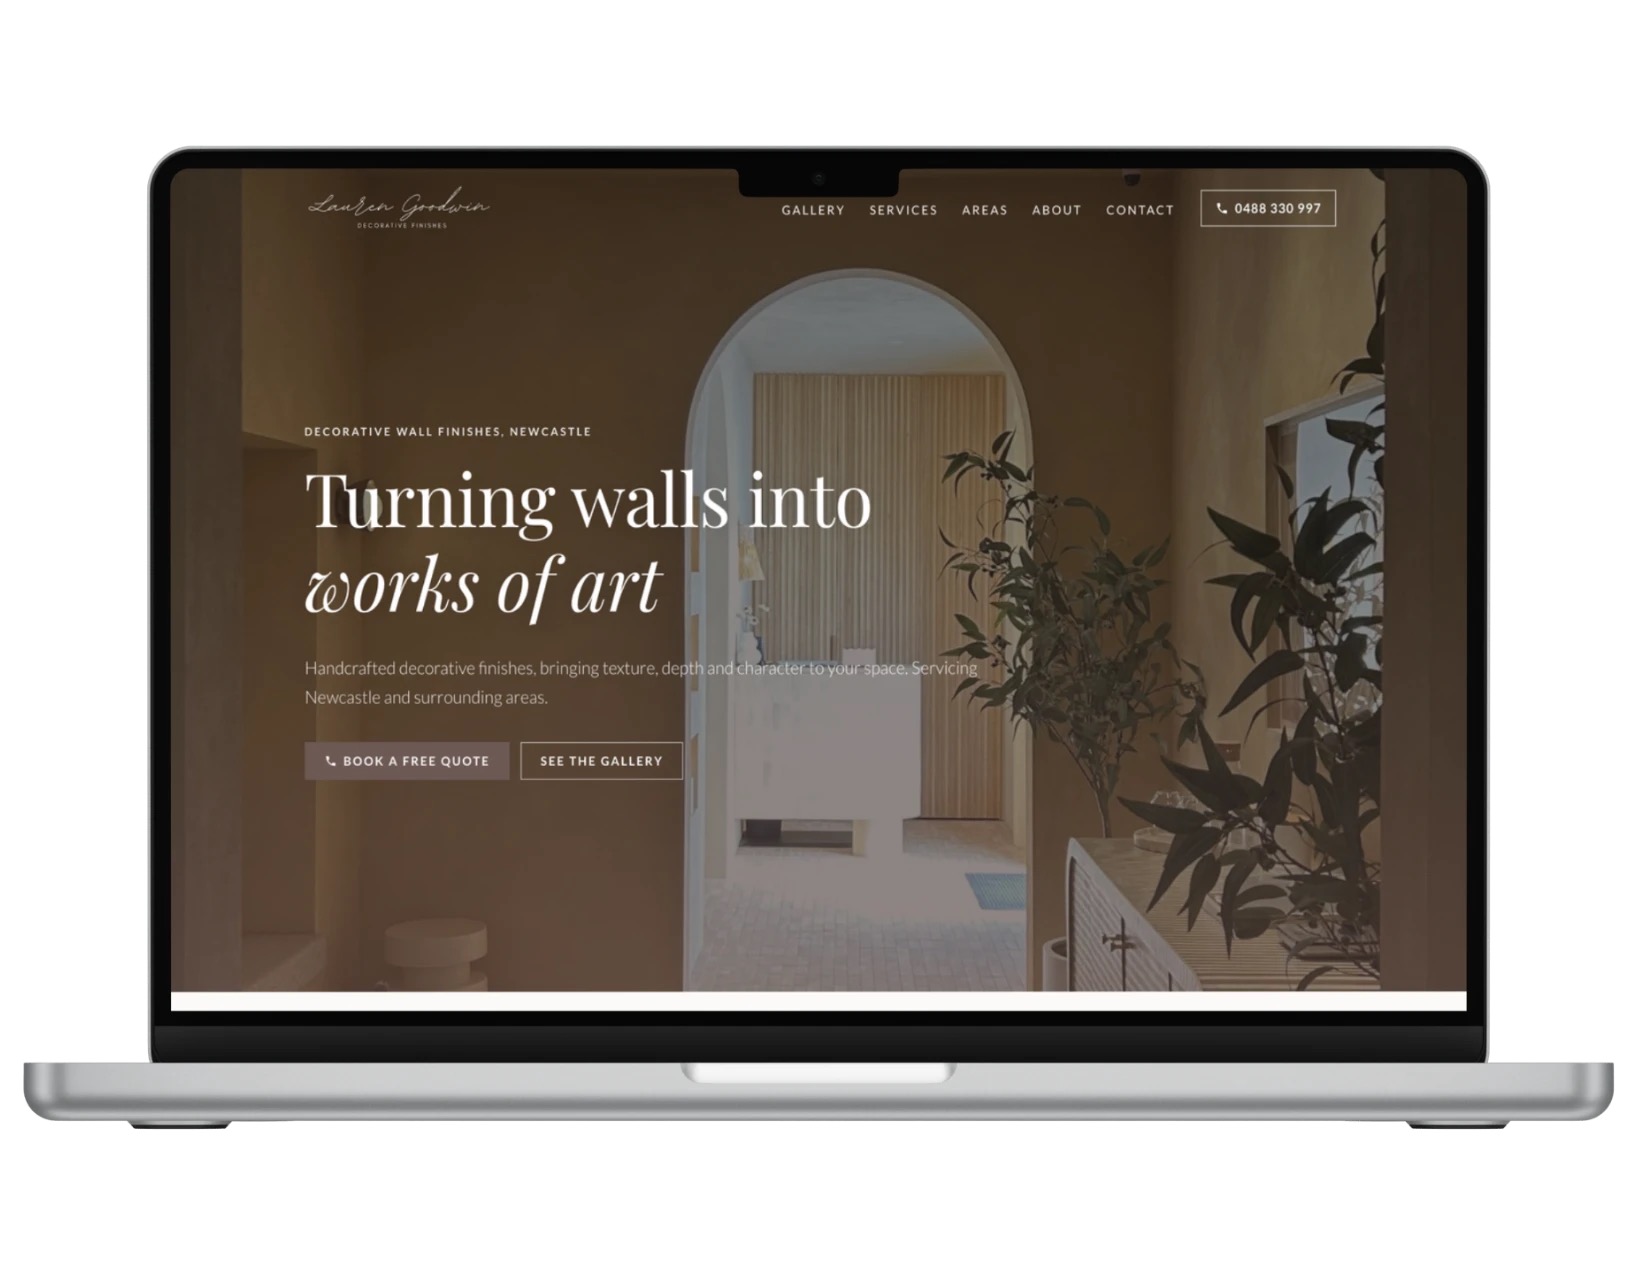 Lauren Goodwin
DECORATIVE FINISHES
GALLERY SERVICES AREAS ABOUT CONTACT 0488 330 997
DECORATIVE WALL FINISHES, NEWCASTLE
Turning walls into
works of art
Handcrafted decorative finishes, bringing texture, depth and character to your space. Servicing
Newcastle and surrounding areas.
BOOK A FREE QUOTE SEE THE GALLERY